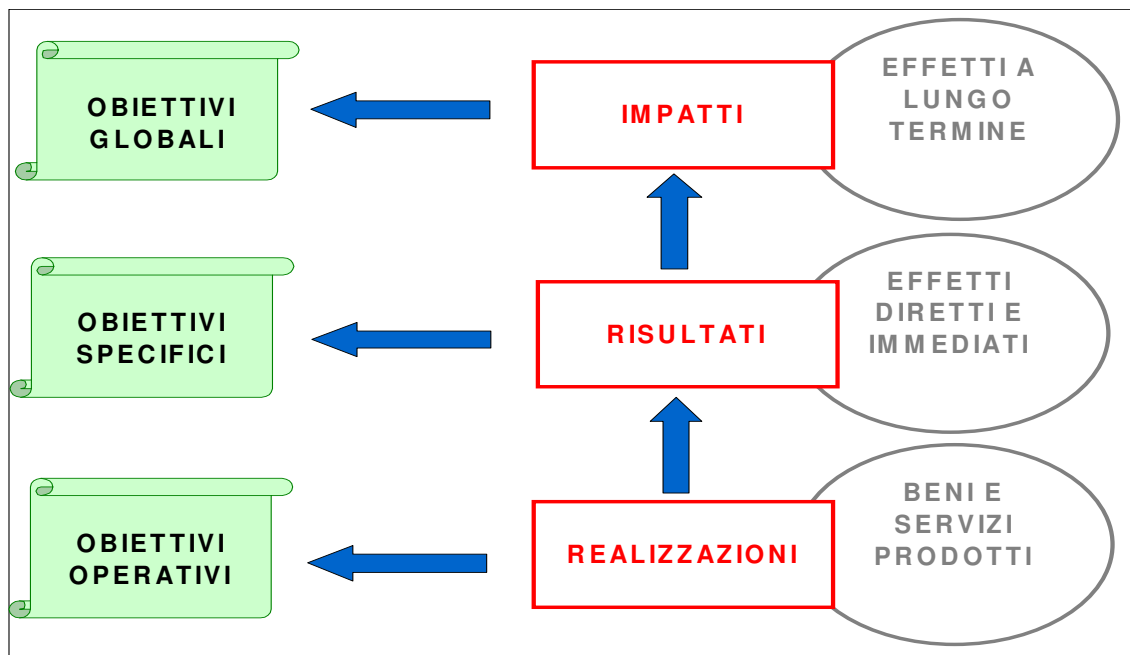 OBIETTIVI
GLOBALI
IMPATTI
EFFETTI A
LUNGO
TERMINE
OBIETTIVI
SPECIFICI
RISULTATI
EFFETTI
DIRETTI E
IMMEDIATI
OBIETTIVI
OPERATIVI
REALIZZAZIONI
BENI E
SERVIZI
PRODOTTI